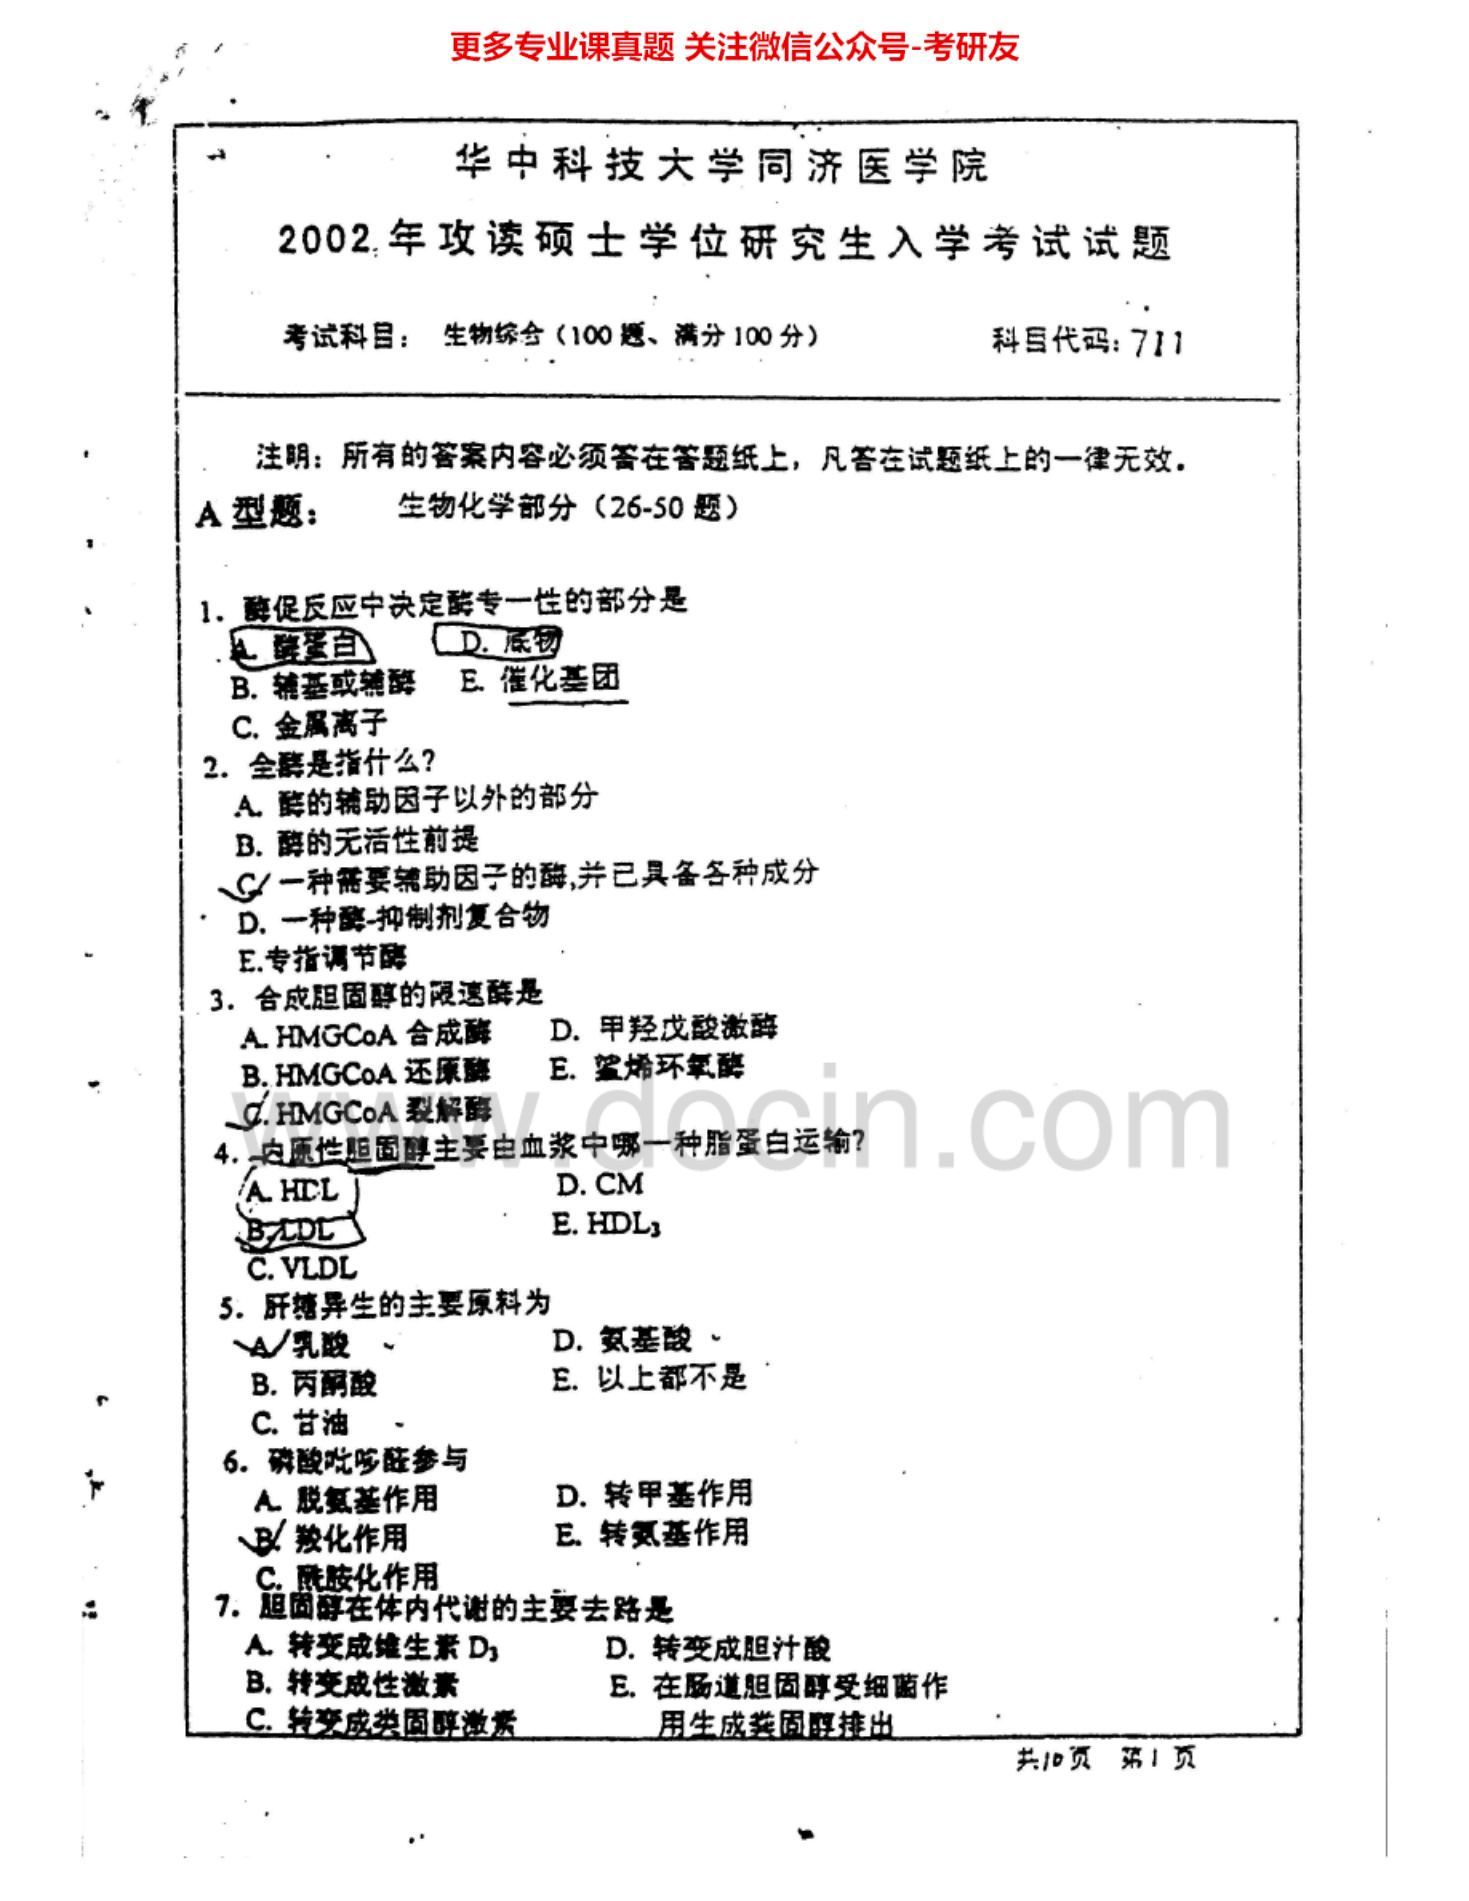 更多专业课真题 关注微信公众号-考研友
华中科技大学同济医学院
2002年攻读硕士学位研究生入学考试试题
考试科目： 生物综合（100题、满分100分） 科目代码：711
注明：所有的答案内容必须答在答题纸上，凡答在试题纸上的一律无效。
A 型题： 生物化学部分（26-50 题）
1. 酶促反应中决定酶专一性的部分是
A. 酶蛋白 D. 底物
B. 辅基或辅酶 E. 催化基团
C. 金属离子
2. 全酶是指什么？
A. 酶的辅助因子以外的部分
B. 酶的无活性前提
C. 一种需要辅助因子的酶,并已具备各种成分
D. 一种酶-抑制剂复合物
E.专指调节酶
3. 合成胆固醇的限速酶是
A. HMGCoA 合成酶 D. 甲羟戊酸激酶
B. HMGCoA 还原酶 E. 鲨烯环氧酶
C. HMGCoA 裂解酶
4. 内原性胆固醇主要由血浆中哪一种脂蛋白运输?
A. HDL D. CM
B. LDL E. HDL₃
C. VLDL
5. 肝糖异生的主要原料为
A. 乳酸 D. 氨基酸
B. 丙酮酸 E. 以上都不是
C. 甘油
6. 磷酸吡哆醛参与
A. 脱氨基作用 D. 转甲基作用
B. 羧化作用 E. 转氨基作用
C. 酰胺化作用
7. 胆固醇在体内代谢的主要去路是
A. 转变成维生素 D₃ D. 转变成胆汁酸
B. 转变成性激素 E. 在肠道胆固醇受细菌作
C. 转变成类固醇激素 用生成粪固醇排出
共10页 第1页
www.docin.com